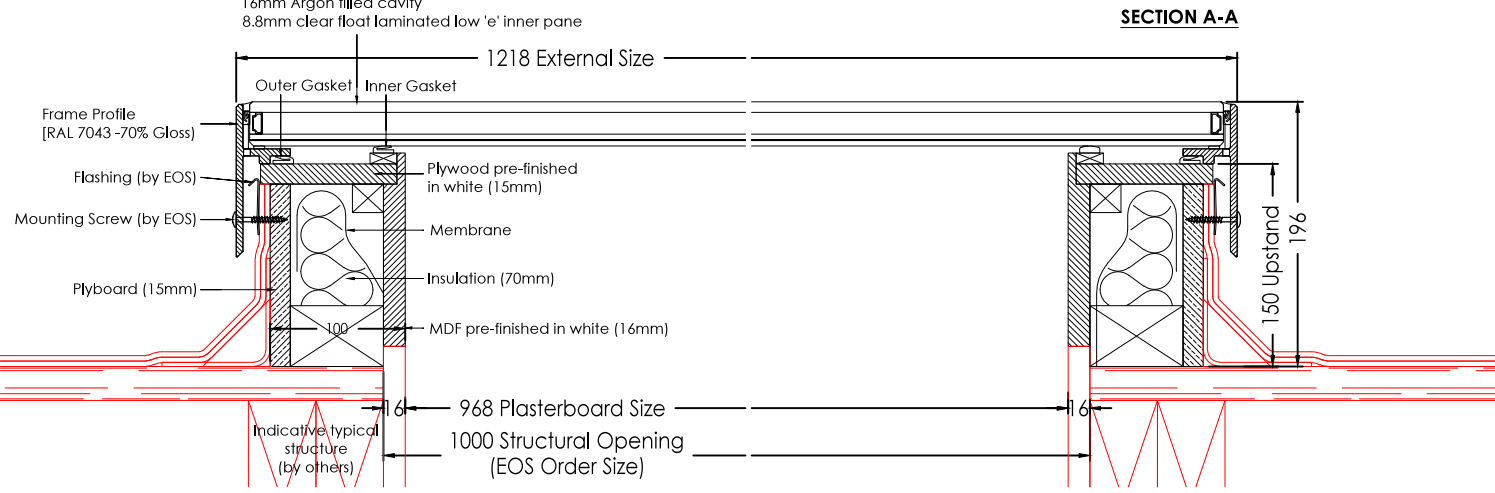 16mm Argon filled cavity
8.8mm clear float laminated low 'e' inner pane
SECTION A-A
1218 External Size
Outer Gasket
Inner Gasket
Frame Profile
[RAL 7043 -70% Gloss)
Plywood pre-finished
in white (15mm)
Flashing (by EOS)
Mounting Screw (by EOS)
Membrane
Insulation (70mm)
Plyboard (15mm)
100
MDF pre-finished in white (16mm)
150 Upstand
196
16
968 Plasterboard Size
16
Indicative typical
structure
(by others)
1000 Structural Opening
(EOS Order Size)